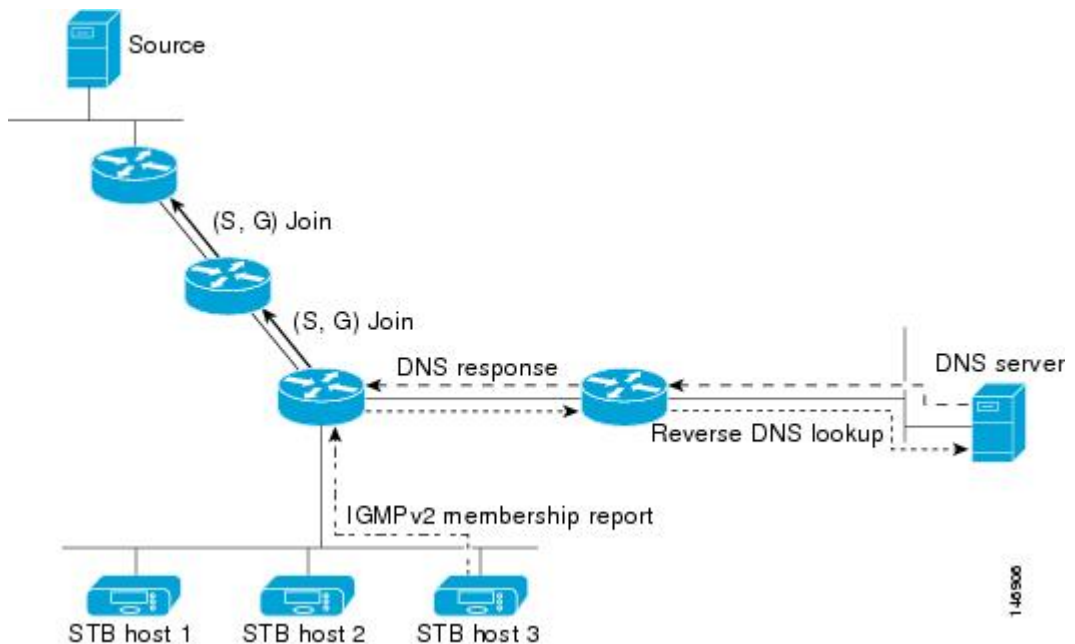 Source
(S, G) Join
(S, G) Join
DNS response
DNS server
Reverse DNS lookup
IGMPv2 membership report
STB host 1
STB host 2
STB host 3
146906